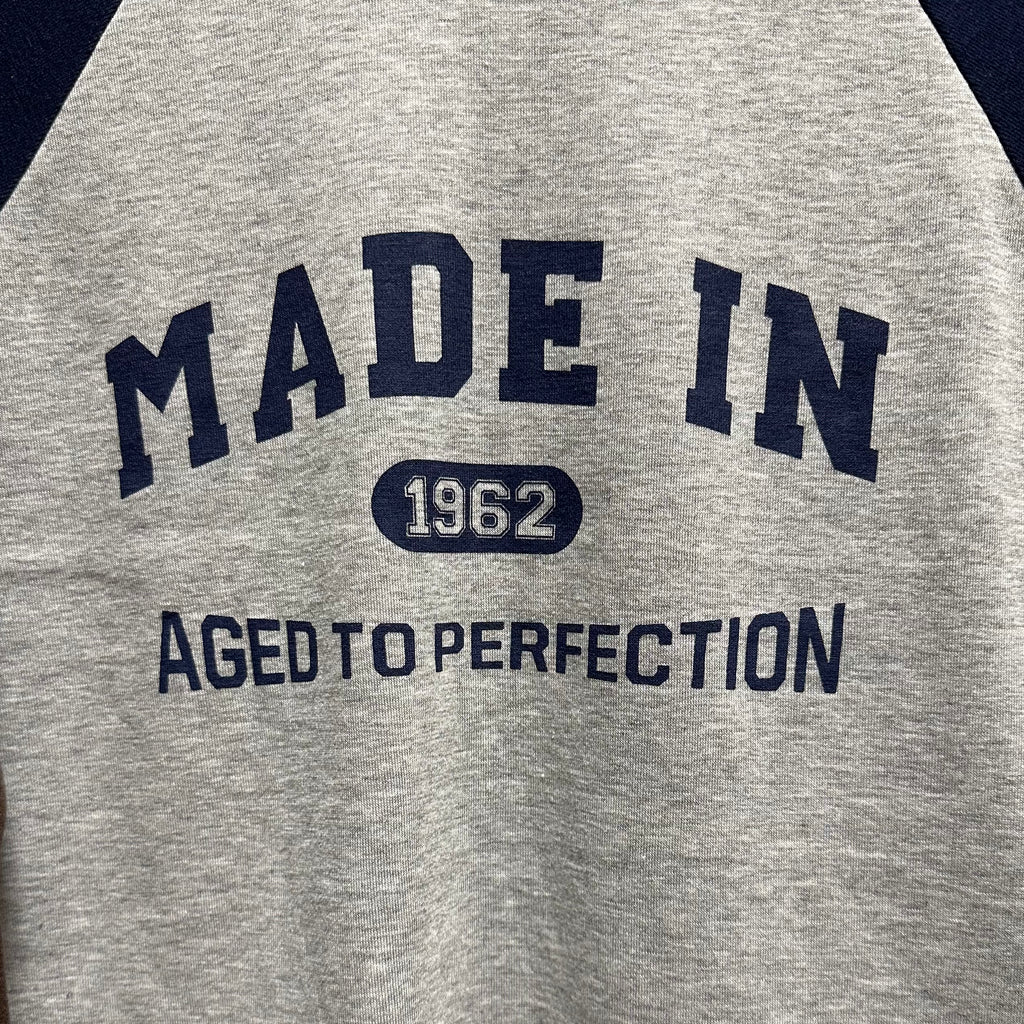 MADE IN
1962
AGED TO PERFECTION